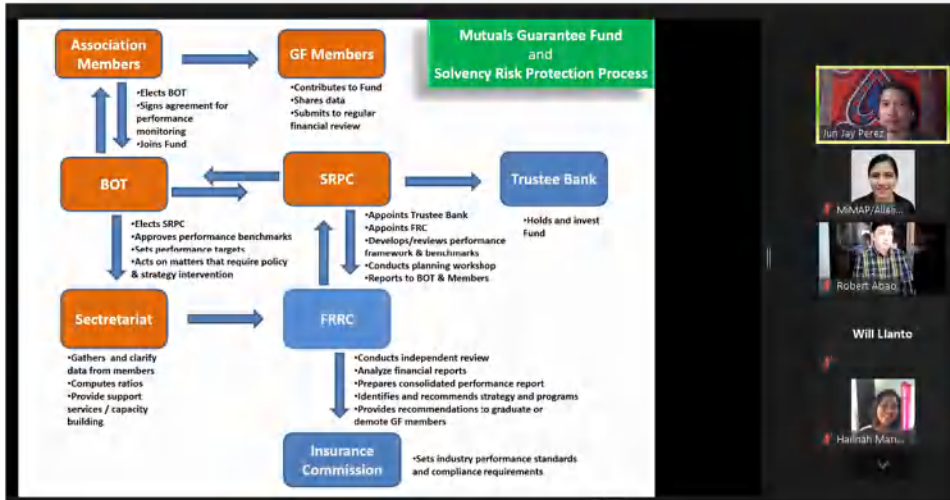 Mutuals Guarantee Fund
and
Solvency Risk Protection Process
Association
Members
GF Members
•Elects BOT
•Signs agreement for
performance
monitoring
•Joins Fund
•Contributes to Fund
•Shares data
•Submits to regular
financial review
BOT
SRPC
Trustee Bank
•Elects SRPC
•Approves performance benchmarks
•Sets performance targets
•Acts on matters that require policy
& strategy intervention
•Appoints Trustee Bank
•Appoints FRC
•Develops/reviews performance
framework & benchmarks
•Conducts planning workshop
•Reports to BOT & Members
•Holds and invest
Fund
Sectretariat
FRRC
•Gathers and clarify
data from members
•Computes ratios
•Provide support
services / capacity
building
•Conducts independent review
•Analyze financial reports
•Prepares consolidated performance report
•Identifies and recommends strategy and programs
•Provides recommendations to graduate or
demote GF members
Insurance
Commission
•Sets industry performance standards
and compliance requirements
Jun Jay Perez
Robert Abao
Will Llanto